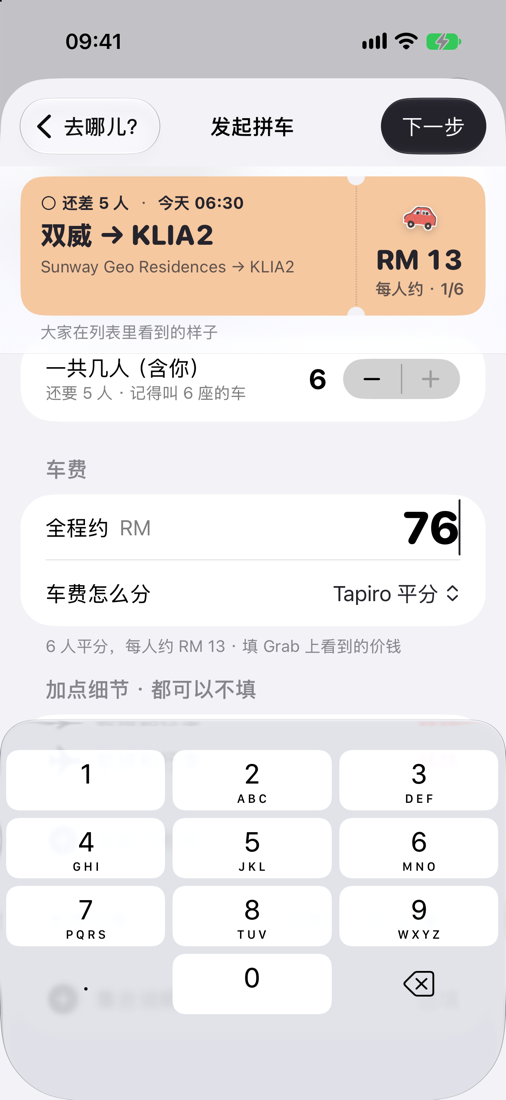 09:41
去哪儿?
发起拼车
下一步
还差 5 人 · 今天 06:30
双威 → KLIA2
Sunway Geo Residences → KLIA2
RM 13
每人约 · 1/6
大家在列表里看到的样子
一共几人（含你）
还要 5 人 · 记得叫 6 座的车
6
车费
全程约 RM
76
车费怎么分
Tapiro 平分
6 人平分，每人约 RM 13 · 填 Grab 上看到的价钱
加点细节 · 都可以不填
1
2
ABC
3
DEF
4
GHI
5
JKL
6
MNO
7
PQRS
8
TUV
9
WXYZ
.
0